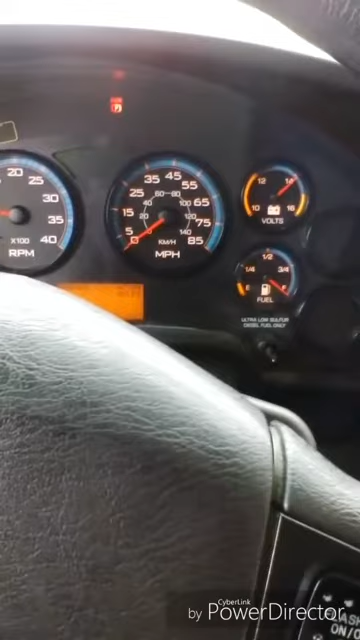 20
25
30
35
40
X100
RPM
5
15
25
35
45
55
65
75
85
20
40
60
80
100
120
140
KM/H
MPH
10
12
14
16
VOLTS
E
1/4
1/2
3/4
F
FUEL
ULTRA LOW SULFUR
DIESEL FUEL ONLY
ON/O
CyberLink
by PowerDirector